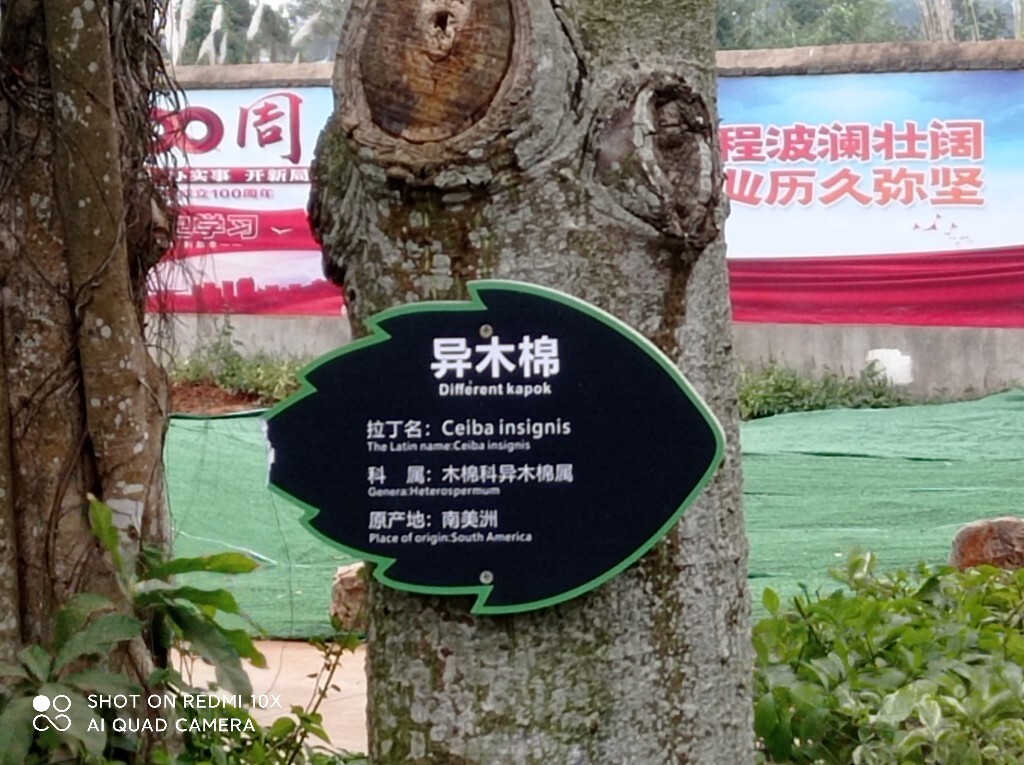 周
实事 开新局
立100周年
学习
程波澜壮阔
业历久弥坚
异木棉
Different kapok
拉丁名：Ceiba insignis
The Latin name:Ceiba insignis
科 属：木棉科异木棉属
Genera:Heterospermum
原产地：南美洲
Place of origin:South America
SHOT ON REDMI 10X
AI QUAD CAMERA